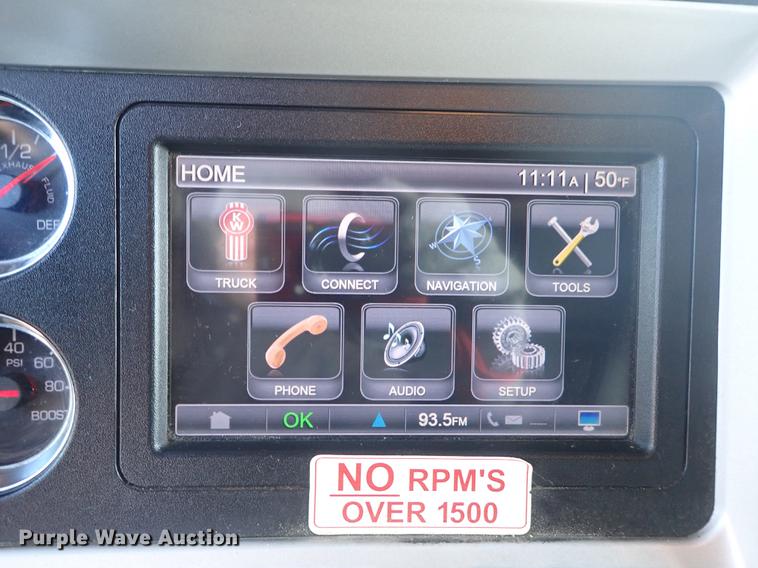 HOME 11:11A | 50°F
KW
TRUCK CONNECT NAVIGATION TOOLS
PHONE AUDIO SETUP
OK 93.5FM
NO RPM'S
OVER 1500
1/2
EXHAUST
FLUID
DEF
40
PSI 60
80
BOOST
Purple Wave Auction